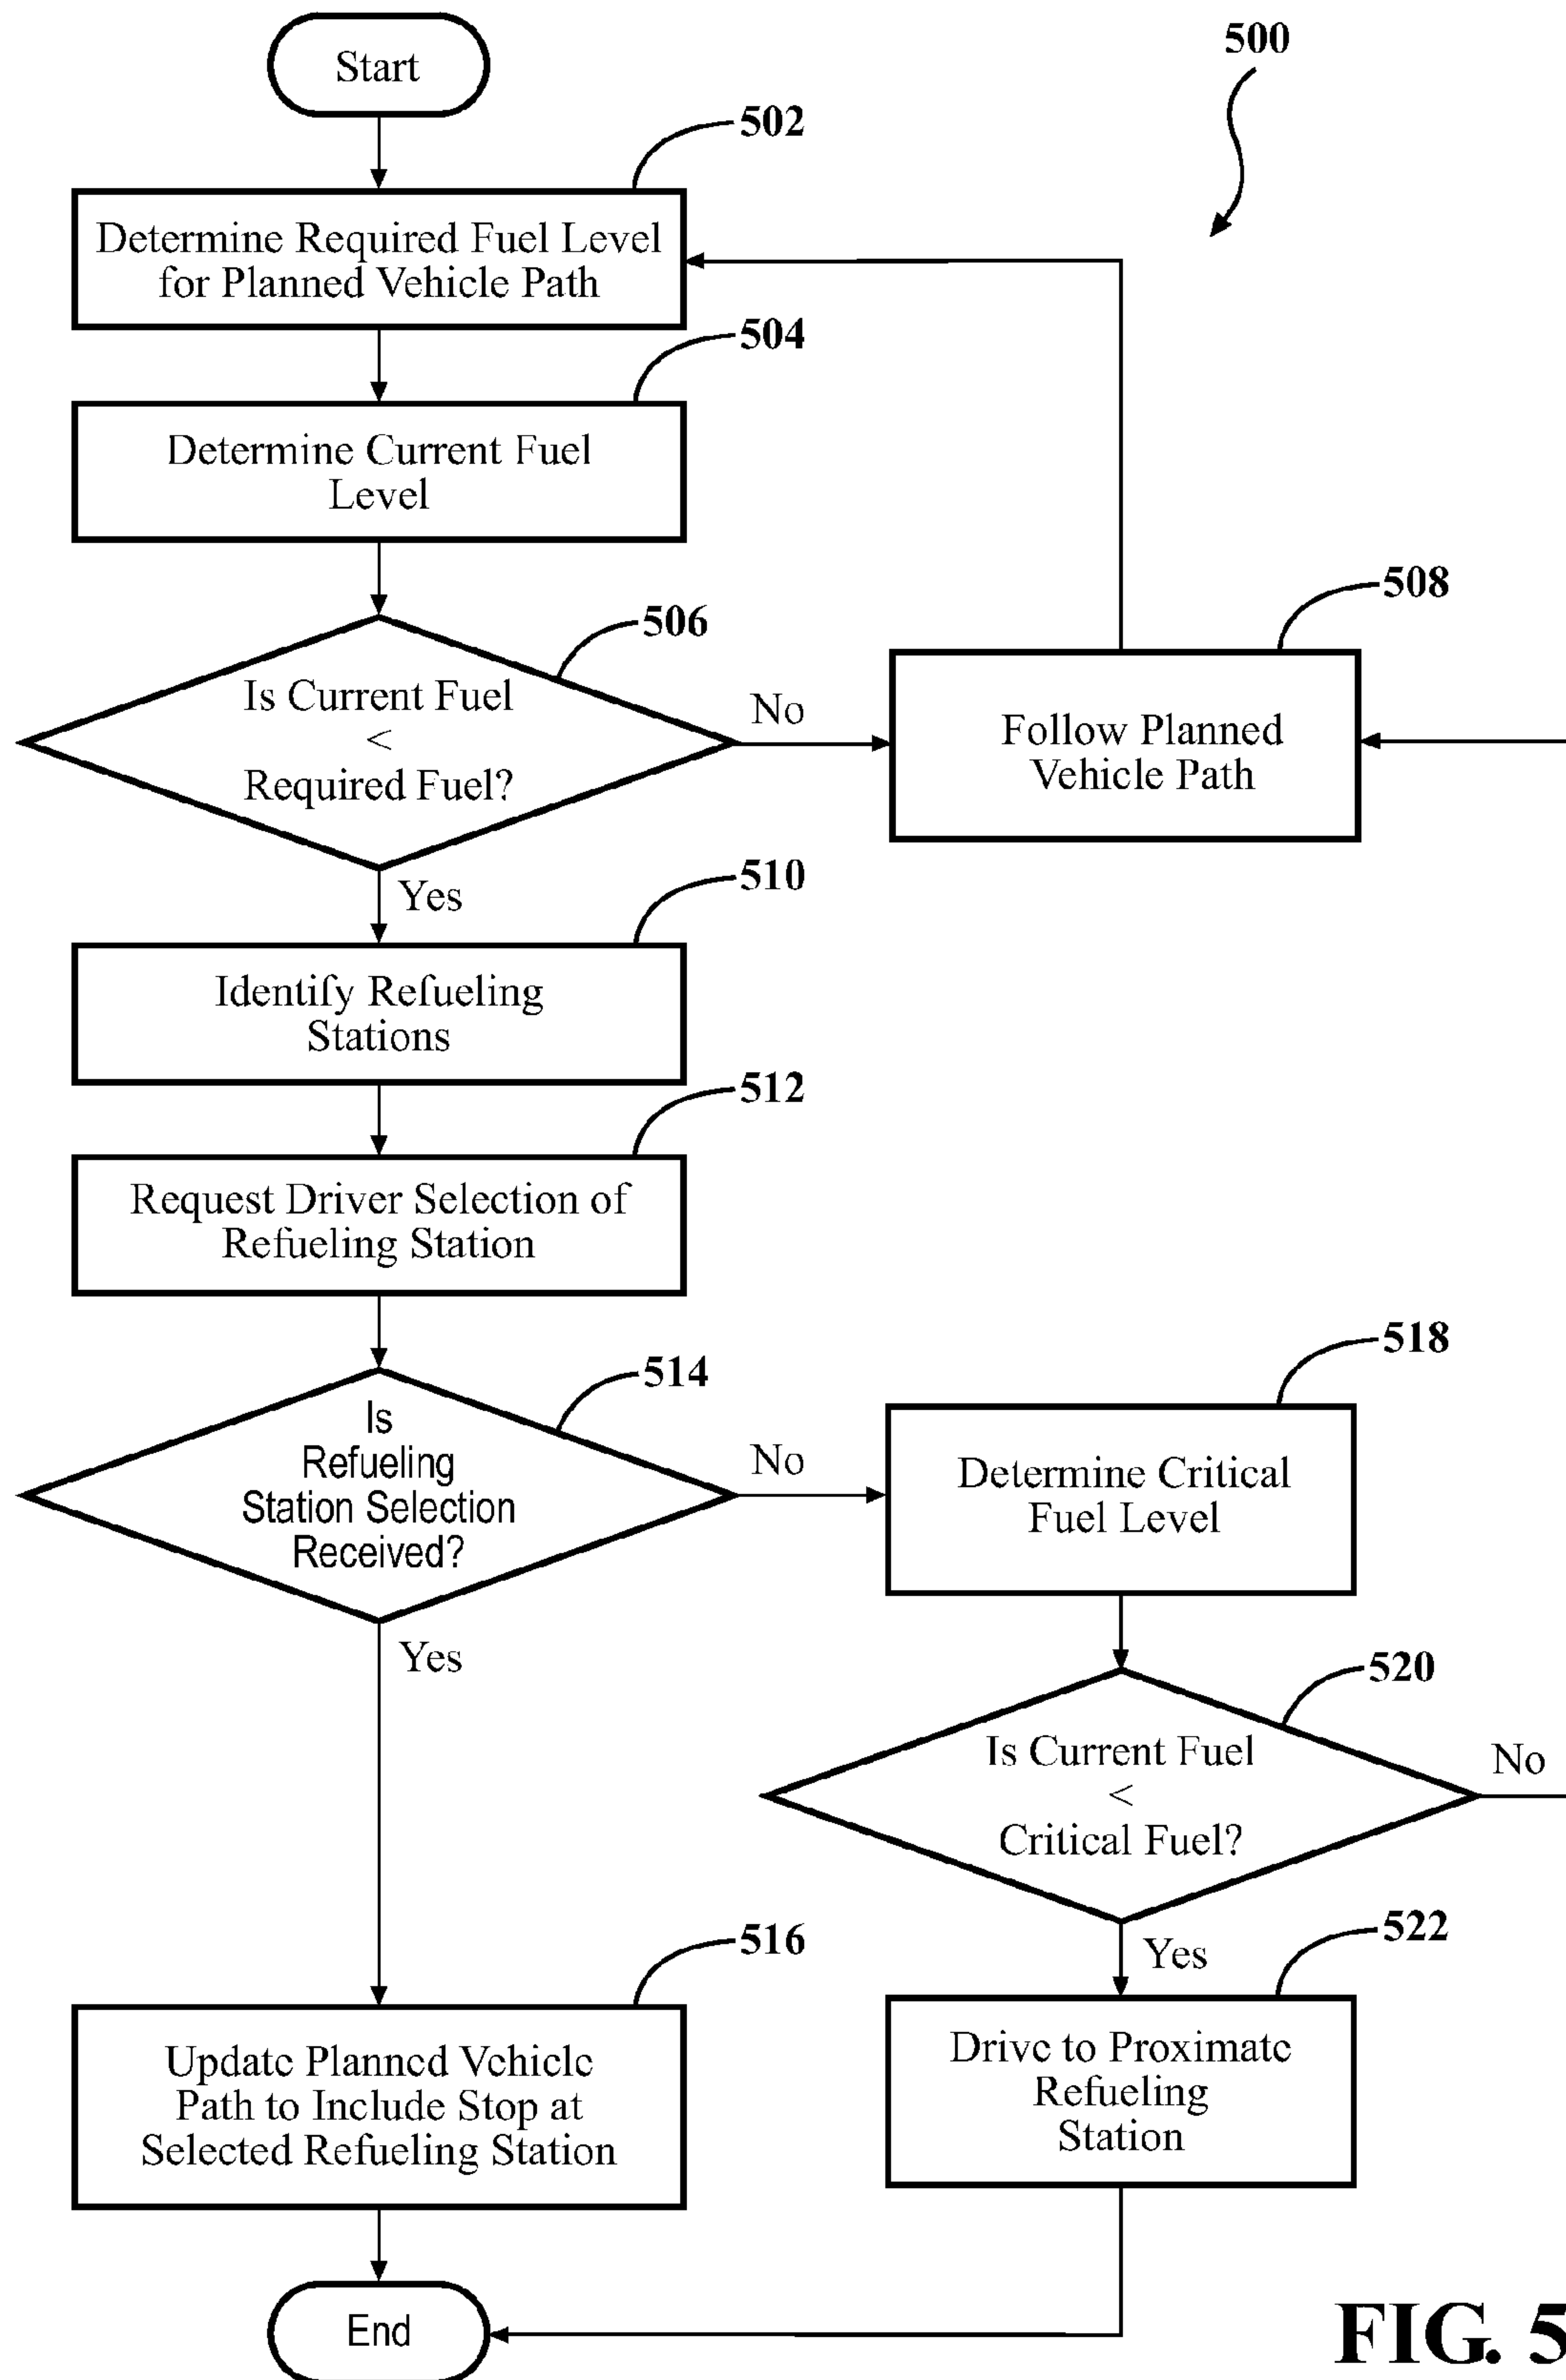 Start
500
502
Determine Required Fuel Level
for Planned Vehicle Path
504
Determine Current Fuel
Level
506
Is Current Fuel
<
Required Fuel?
No
508
Follow Planned
Vehicle Path
Yes
510
Identify Refueling
Stations
512
Request Driver Selection of
Refueling Station
514
Is
Refueling
Station Selection
Received?
No
518
Determine Critical
Fuel Level
Yes
520
Is Current Fuel
<
Critical Fuel?
No
Yes
522
Drive to Proximate
Refueling
Station
516
Update Planned Vehicle
Path to Include Stop at
Selected Refueling Station
End
FIG. 5